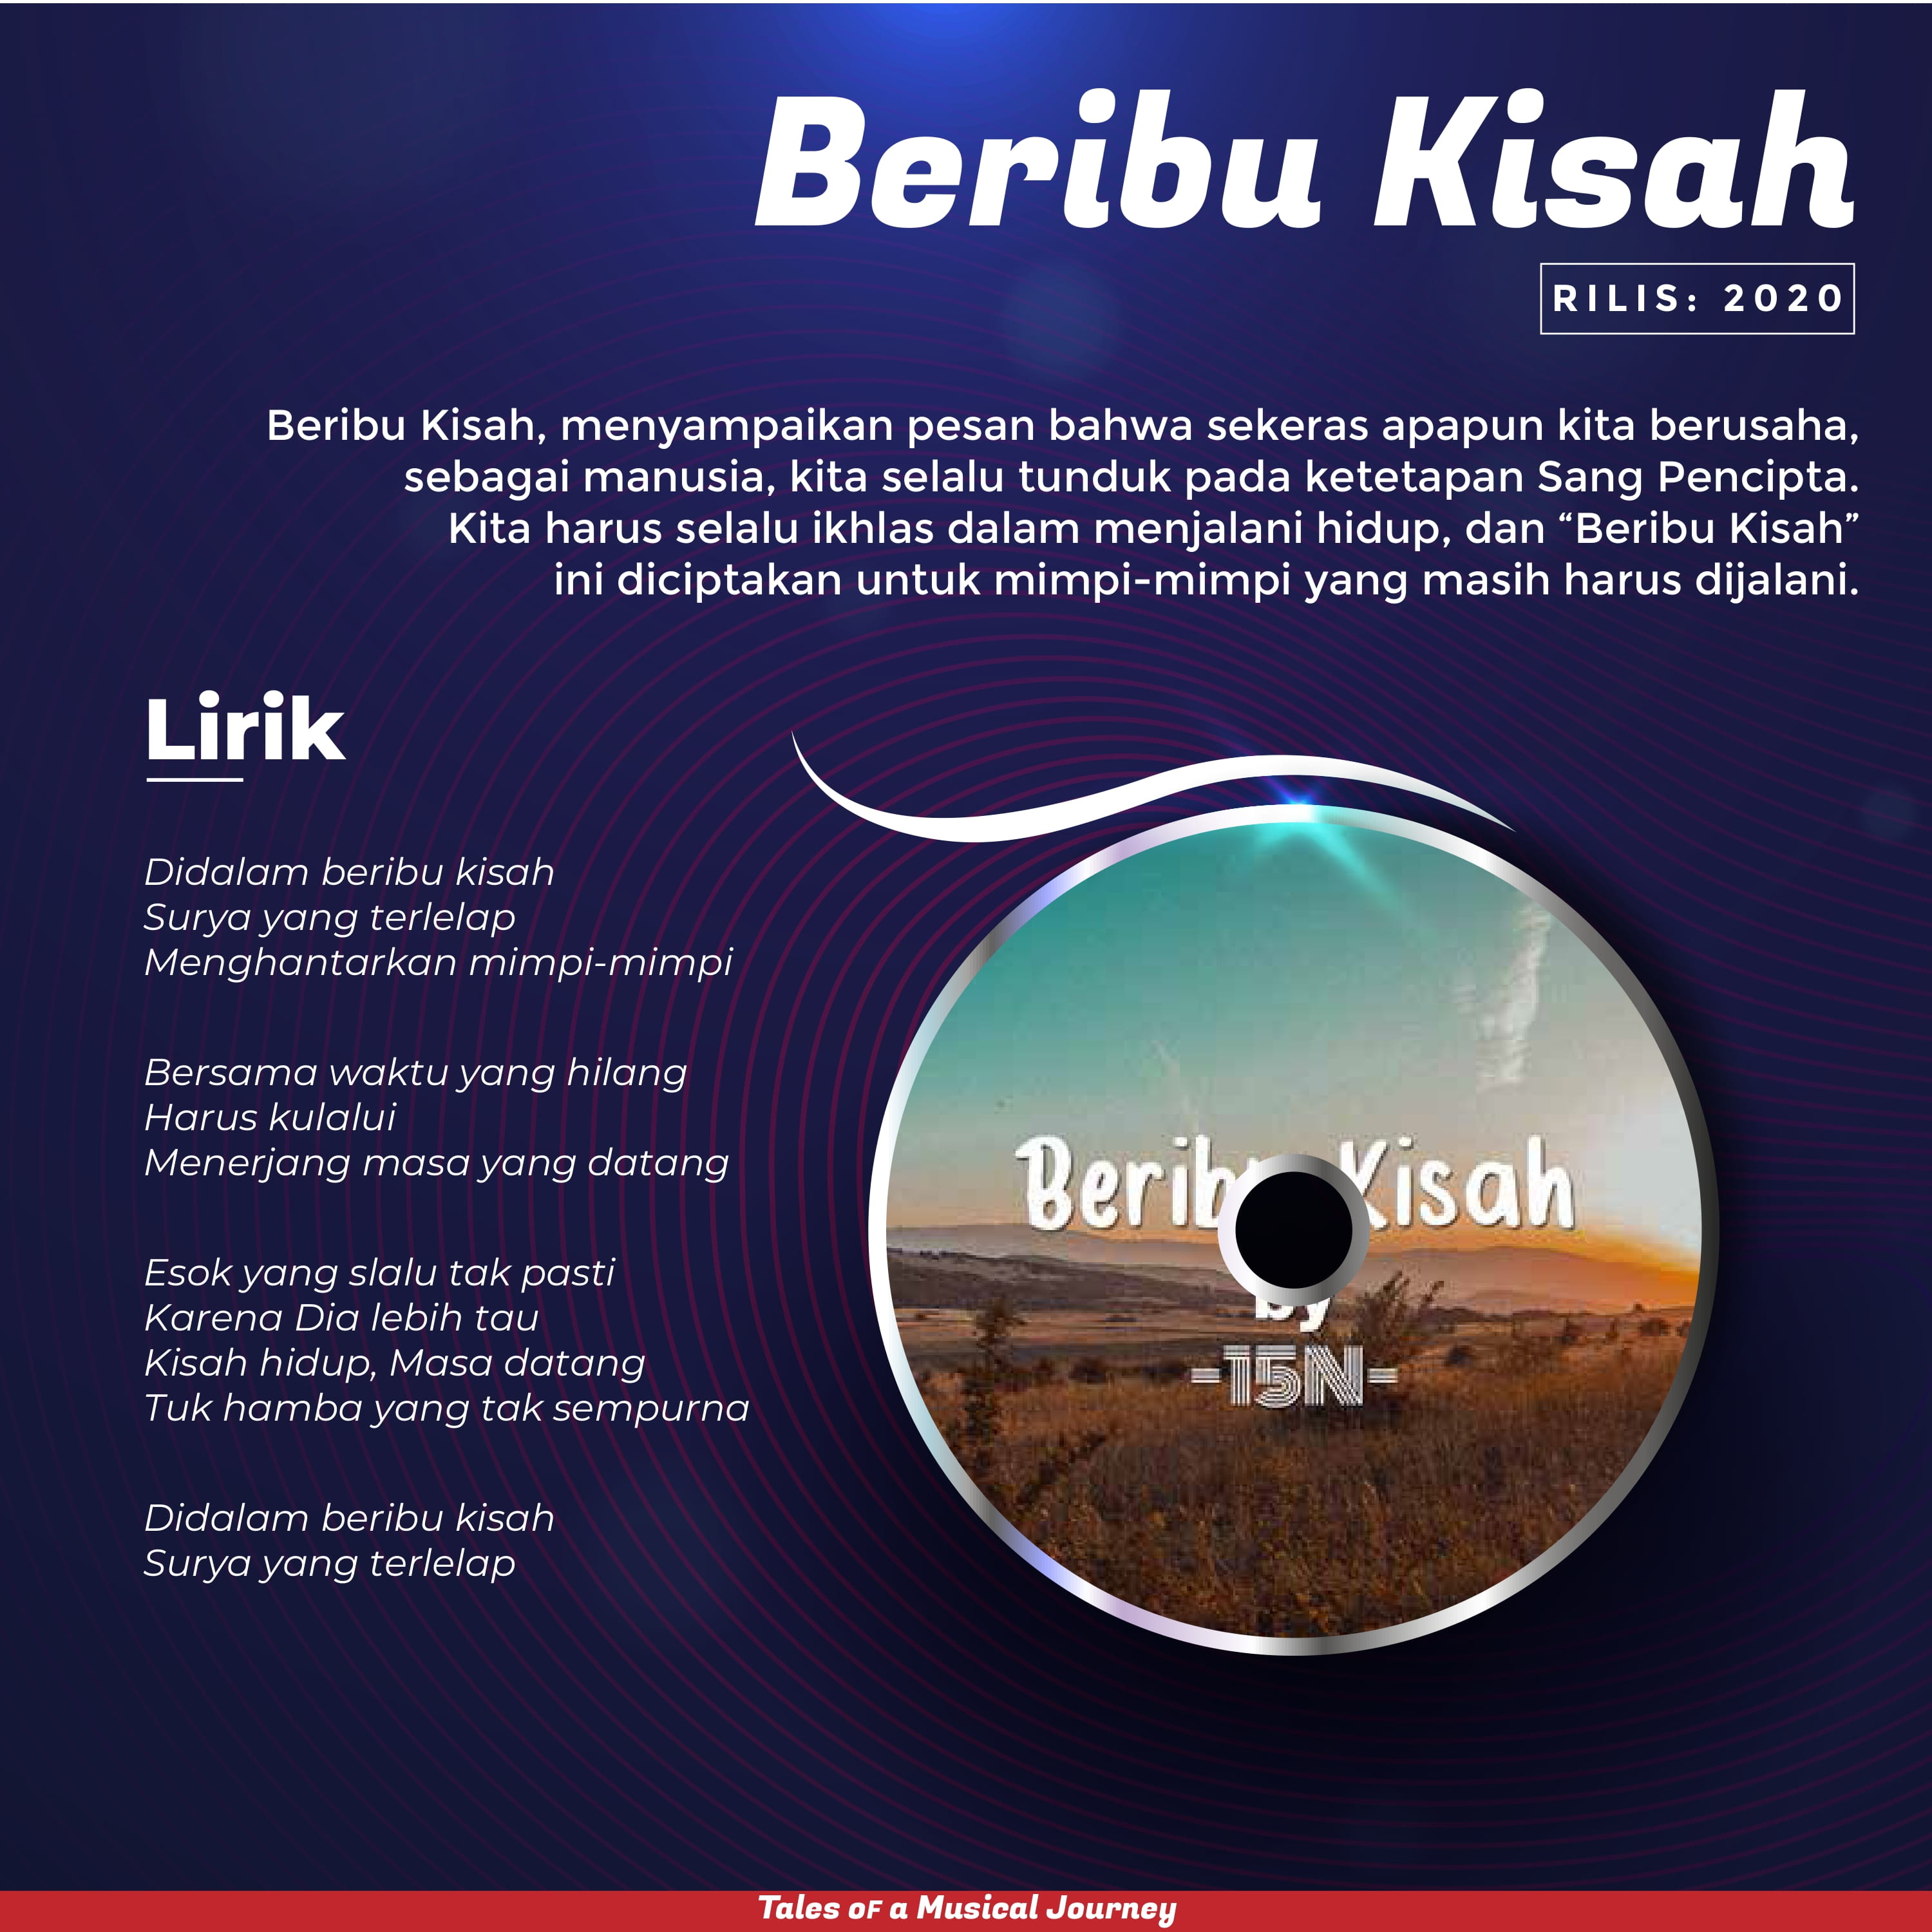 Beribu Kisah
RILIS: 2020
Beribu Kisah, menyampaikan pesan bahwa sekeras apapun kita berusaha,
sebagai manusia, kita selalu tunduk pada ketetapan Sang Pencipta.
Kita harus selalu ikhlas dalam menjalani hidup, dan “Beribu Kisah”
ini diciptakan untuk mimpi-mimpi yang masih harus dijalani.
Lirik
Didalam beribu kisah
Surya yang terlelap
Menghantarkan mimpi-mimpi
Bersama waktu yang hilang
Harus kulalui
Menerjang masa yang datang
Esok yang slalu tak pasti
Karena Dia lebih tau
Kisah hidup, Masa datang
Tuk hamba yang tak sempurna
Didalam beribu kisah
Surya yang terlelap
Beribu Kisah
by
-15N-
Tales oF a Musical Journey